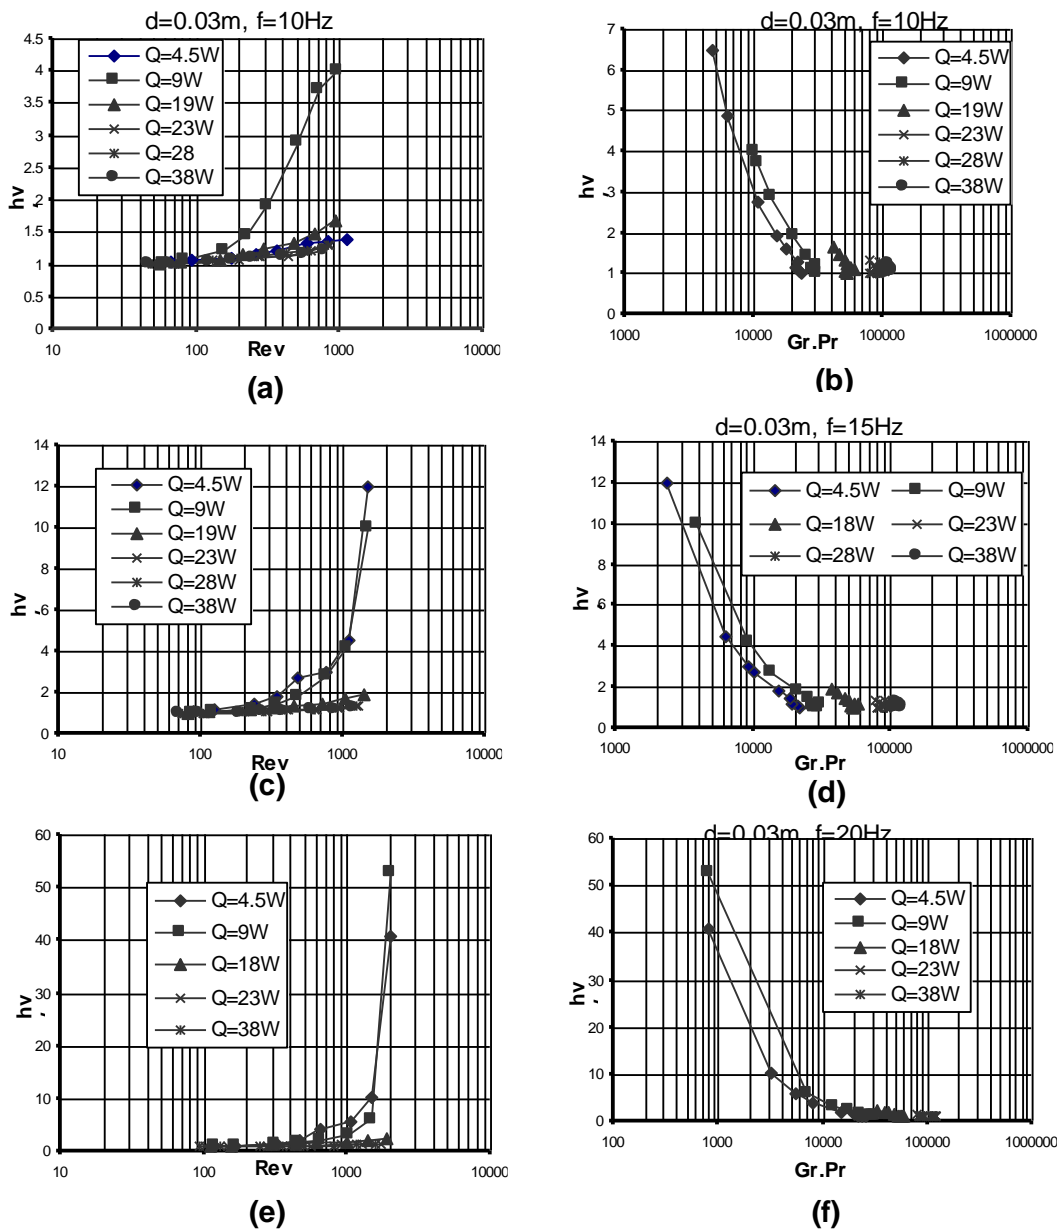 d=0.03m, f=10Hz
4.5
4
3.5
3
2.5
2
1.5
1
0.5
0
hv
Q=4.5W
Q=9W
Q=19W
Q=23W
Q=28
Q=38W
10
100
1000
10000
Rev
(a)
d=0.03m, f=10Hz
7
6
5
4
3
2
1
0
hv
Q=4.5W
Q=9W
Q=19W
Q=23W
Q=28W
Q=38W
1000
10000
100000
1000000
Gr.Pr
(b)
14
12
10
8
6
4
2
0
hv
Q=4.5W
Q=9W
Q=19W
Q=23W
Q=28W
Q=38W
10
100
1000
10000
Rev
(c)
d=0.03m, f=15Hz
14
12
10
8
6
4
2
0
hv
Q=4.5W
Q=9W
Q=18W
Q=23W
Q=28W
Q=38W
1000
10000
100000
1000000
Gr.Pr
(d)
60
50
40
30
20
10
0
hv
Q=4.5W
Q=9W
Q=18W
Q=23W
Q=38W
10
100
1000
10000
Rev
(e)
d=0.03m, f=20Hz
60
50
40
30
20
10
0
hv
Q=4.5W
Q=9W
Q=18W
Q=23W
Q=38W
100
1000
10000
100000
1000000
Gr.Pr
(f)